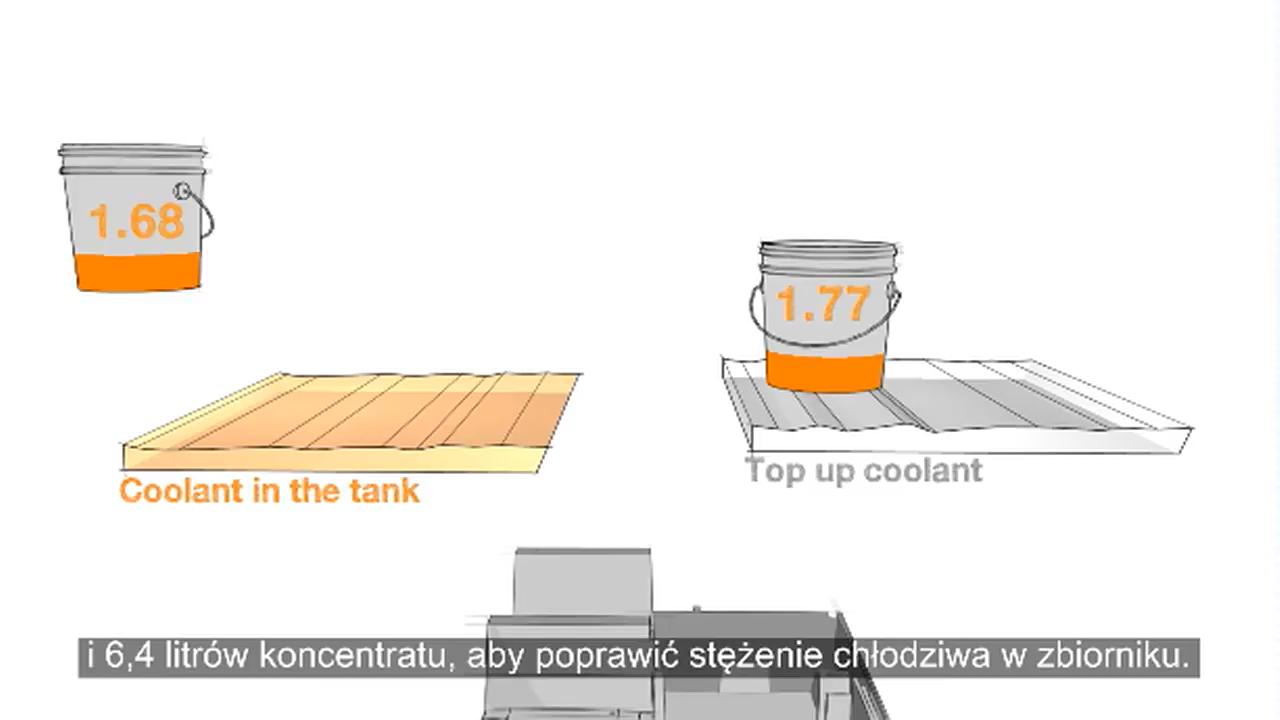 1.68
1.77
Coolant in the tank
Top up coolant
i 6,4 litrów koncentratu, aby poprawić stężenie chłodziwa w zbiorniku.